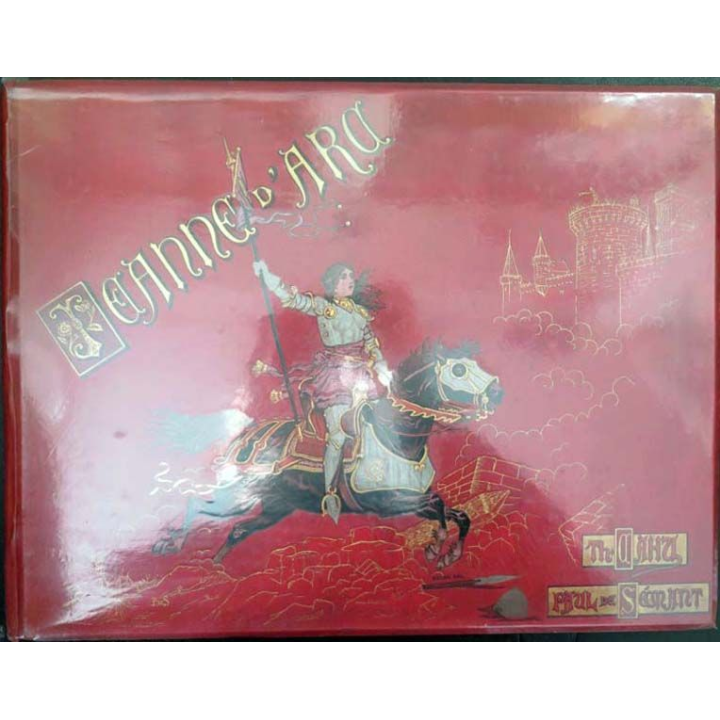 JEANNE D'ARC
Th. CAHU,
PAUL DE SÉMANT